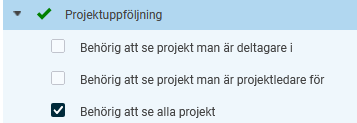 Projektuppföljning
Behörig att se projekt man är deltagare i
Behörig att se projekt man är projektledare för
Behörig att se alla projekt